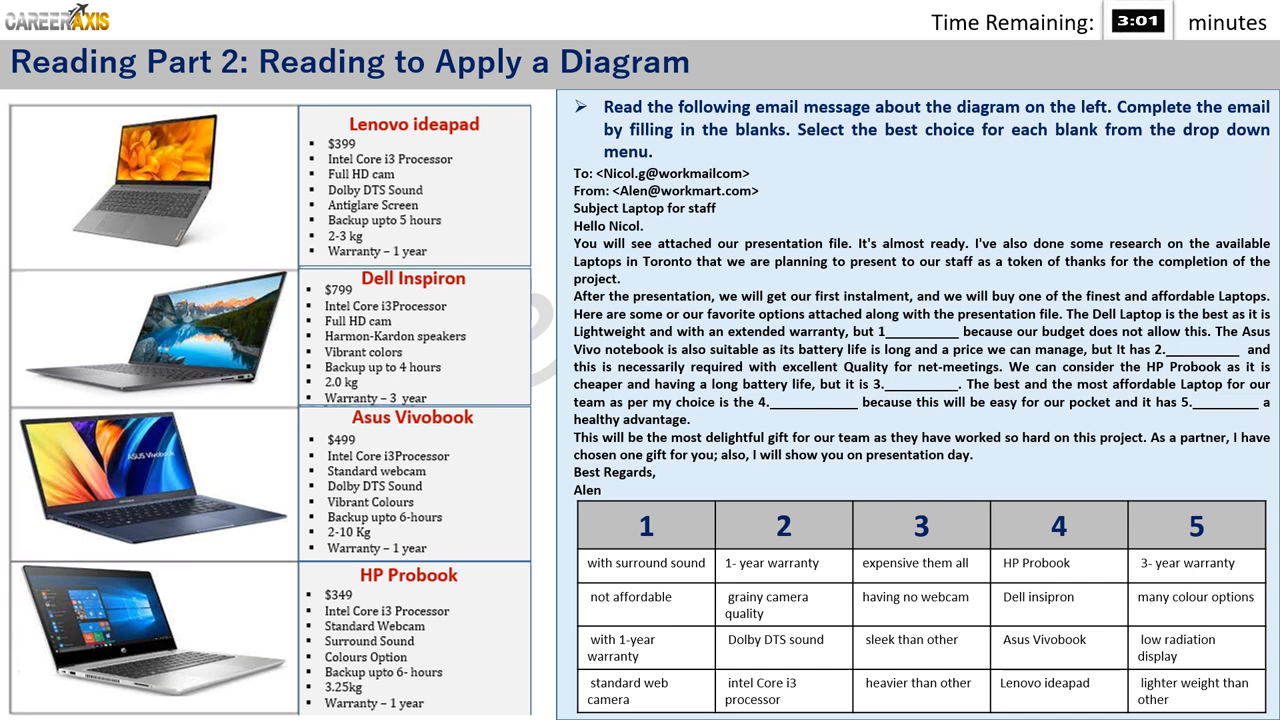 CAREERAXIS
Time Remaining: 3:01 minutes
Reading Part 2: Reading to Apply a Diagram
Lenovo ideapad
▪ $399
▪ Intel Core i3 Processor
▪ Full HD cam
▪ Dolby DTS Sound
▪ Antiglare Screen
▪ Backup upto 5 hours
▪ 2-3 kg
▪ Warranty – 1 year
Dell Inspiron
▪ $799
▪ Intel Core i3Processor
▪ Full HD cam
▪ Harmon-Kardon speakers
▪ Vibrant colors
▪ Backup up to 4 hours
▪ 2.0 kg
▪ Warranty – 3 year
Asus Vivobook
▪ $499
▪ Intel Core i3Processor
▪ Standard webcam
▪ Dolby DTS Sound
▪ Vibrant Colours
▪ Backup upto 6-hours
▪ 2-10 Kg
▪ Warranty – 1 year
HP Probook
▪ $349
▪ Intel Core i3 Processor
▪ Standard Webcam
▪ Surround Sound
▪ Colours Option
▪ Backup upto 6- hours
▪ 3.25kg
▪ Warranty – 1 year
➢ Read the following email message about the diagram on the left. Complete the email
by filling in the blanks. Select the best choice for each blank from the drop down
menu.
To: <Nicol.g@workmailcom>
From: <Alen@workmart.com>
Subject Laptop for staff
Hello Nicol.
You will see attached our presentation file. It's almost ready. I've also done some research on the available
Laptops in Toronto that we are planning to present to our staff as a token of thanks for the completion of the
project.
After the presentation, we will get our first instalment, and we will buy one of the finest and affordable Laptops.
Here are some or our favorite options attached along with the presentation file. The Dell Laptop is the best as it is
Lightweight and with an extended warranty, but 1__________ because our budget does not allow this. The Asus
Vivo notebook is also suitable as its battery life is long and a price we can manage, but It has 2.__________ and
this is necessarily required with excellent Quality for net-meetings. We can consider the HP Probook as it is
cheaper and having a long battery life, but it is 3.__________. The best and the most affordable Laptop for our
team as per my choice is the 4.____________ because this will be easy for our pocket and it has 5._________ a
healthy advantage.
This will be the most delightful gift for our team as they have worked so hard on this project. As a partner, I have
chosen one gift for you; also, I will show you on presentation day.
Best Regards,
Alen
1 2 3 4 5
with surround sound 1- year warranty expensive them all HP Probook 3- year warranty
not affordable grainy camera quality having no webcam Dell insipron many colour options
with 1-year warranty Dolby DTS sound sleek than other Asus Vivobook low radiation display
standard web camera intel Core i3 processor heavier than other Lenovo ideapad lighter weight than other